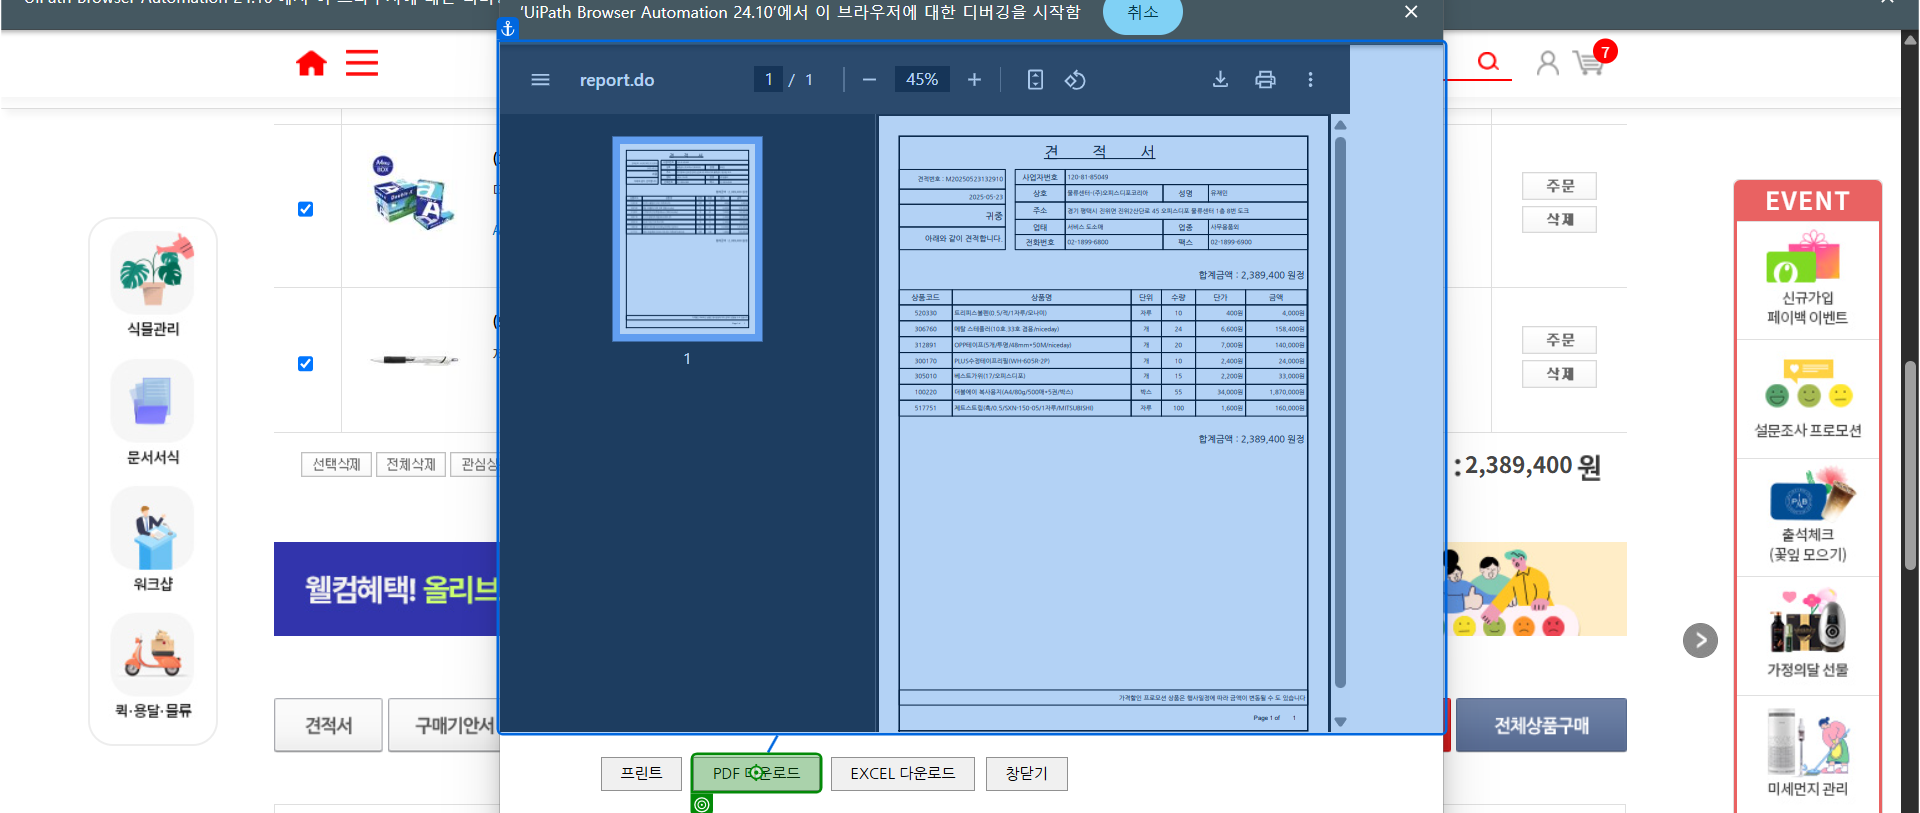 'UiPath Browser Automation 24.10'에서 이 브라우저에 대한 디버깅을 시작함
취소
7
report.do
1 / 1
45%
1
견 적 서
견적번호 : M20250523132910
2025-05-23
귀중
아래와 같이 견적합니다.
사업자번호 120-81-85049
상호 물류센터-(주)오피스디포코리아 성명 유재민
주소 경기 평택시 진위면 진위2산단로 45 오피스디포 물류센터 1층 8번 도크
업태 서비스 도소매 업종 사무용품외
전화번호 02-1899-6800 팩스 02-1899-6900
합계금액 : 2,389,400 원정
상품코드 상품명 단위 수량 단가 금액
520330 트리피스볼펜(0.5/적/1자루/모나미) 자루 10 400원 4,000원
306760 메탈 스테플러(10호.33호 겸용/niceday) 개 24 6,600원 158,400원
312891 OPP테이프(5개/투명/48mm*50M/niceday) 개 20 7,000원 140,000원
300170 PLUS수정테이프리필(WH-605R-2P) 개 10 2,400원 24,000원
305010 베스트가위(17/오피스디포) 개 15 2,200원 33,000원
100220 더블에이 복사용지(A4/80g/500매*5권/박스) 박스 55 34,000원 1,870,000원
517751 제트스트림(흑/0.5/SXN-150-05/1자루/MITSUBISHI) 자루 100 1,600원 160,000원
합계금액 : 2,389,400 원정
가격할인 프로모션 상품은 행사일정에 따라 금액이 변동될 수 도 있습니다
Page 1 of 1
프린트
PDF 다운로드
EXCEL 다운로드
창닫기
식물관리
문서서식
워크샵
퀵·용달·물류
Double A
A
주문
삭제
주문
삭제
선택삭제
전체삭제
관심상
: 2,389,400 원
웰컴혜택! 올리브
견적서
구매기안서
전체상품구매
EVENT
신규가입
페이백 이벤트
설문조사 프로모션
출석체크
(꽃잎 모으기)
가정의달 선물
미세먼지 관리